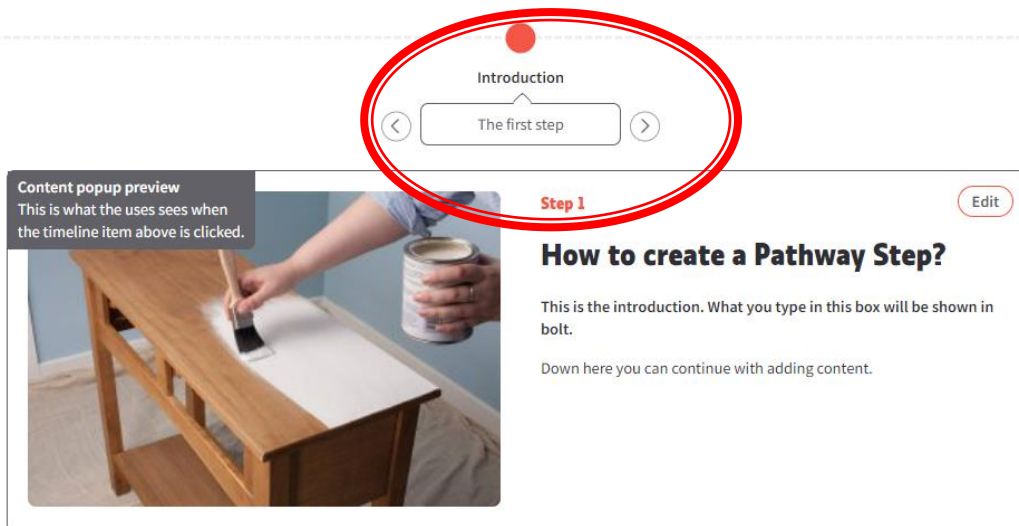 Introduction
The first step
Content popup preview
This is what the uses sees when
the timeline item above is clicked.
Step 1
Edit
How to create a Pathway Step?
This is the introduction. What you type in this box will be shown in
bolt.
Down here you can continue with adding content.